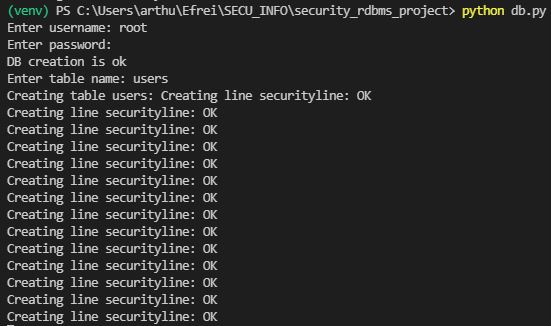 (venv) PS C:\Users\arthu\Efrei\SECU_INFO\security_rdbms_project> python db.py
Enter username: root
Enter password:
DB creation is ok
Enter table name: users
Creating table users: Creating line securityline: OK
Creating line securityline: OK
Creating line securityline: OK
Creating line securityline: OK
Creating line securityline: OK
Creating line securityline: OK
Creating line securityline: OK
Creating line securityline: OK
Creating line securityline: OK
Creating line securityline: OK
Creating line securityline: OK
Creating line securityline: OK
Creating line securityline: OK
Creating line securityline: OK